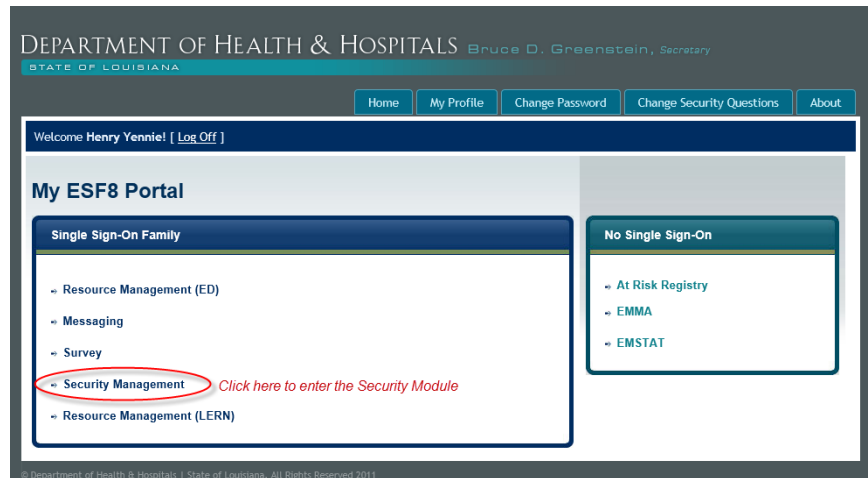 DEPARTMENT OF HEALTH & HOSPITALS Bruce D. Greenstein, Secretary
STATE OF LOUISIANA
Home My Profile Change Password Change Security Questions About
Welcome Henry Yennie! [ Log Off ]
My ESF8 Portal
Single Sign-On Family
Resource Management (ED)
Messaging
Survey
Security Management Click here to enter the Security Module
Resource Management (LERN)
No Single Sign-On
At Risk Registry
EMMA
EMSTAT
© Department of Health & Hospitals | State of Louisiana. All Rights Reserved 2011